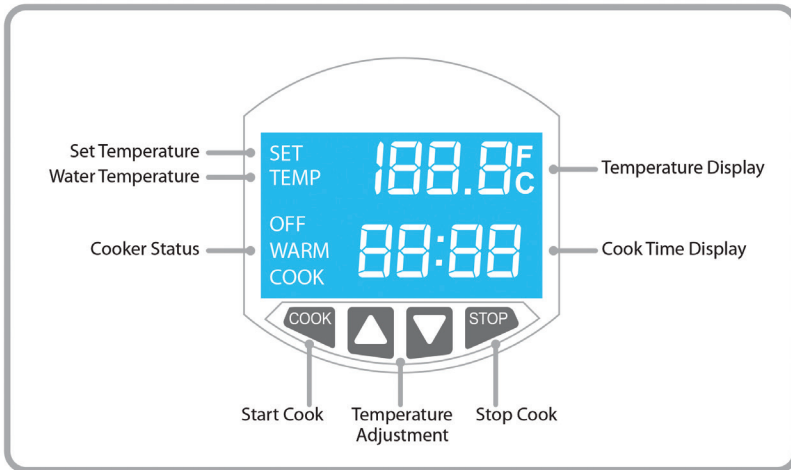 Set Temperature
Water Temperature
Cooker Status
SET
TEMP
188.8
F
C
OFF
WARM
COOK
88:88
Temperature Display
Cook Time Display
COOK
STOP
Start Cook
Temperature
Adjustment
Stop Cook